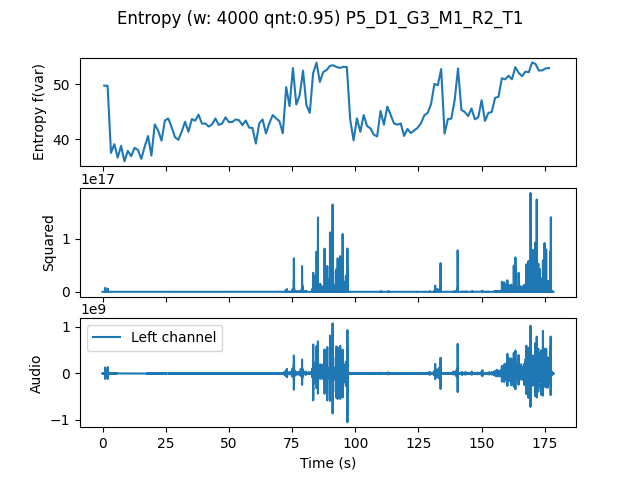 Entropy (w: 4000 qnt:0.95) P5_D1_G3_M1_R2_T1
Entropy f(var)
50
40
1e17
Squared
1
0
1e9
Audio
1
0
−1
Left channel
0 25 50 75 100 125 150 175
Time (s)